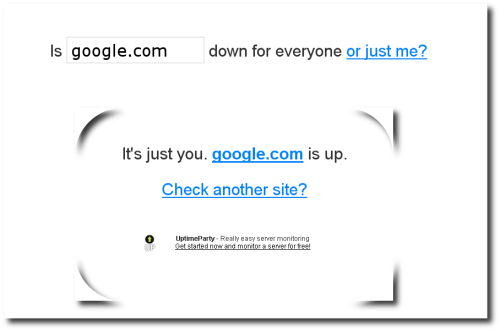 Is google.com down for everyone or just me?
It's just you. google.com is up.
Check another site?
UptimeParty - Really easy server monitoring
Get started now and monitor a server for free!